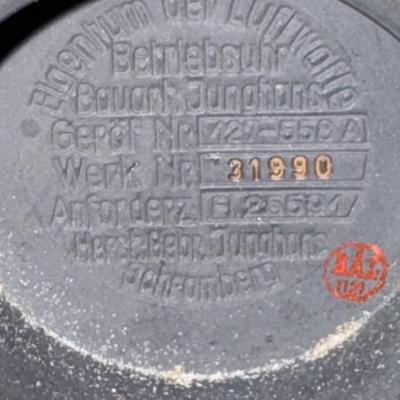 Eigentum der Luftwaffe
Betriebsuhr
Bauart Junghans
Gerät Nr. 127-558 A
Werk Nr. 31990
Anforderz. Fl. 25591
Herst. Gebr. Junghans
Schramberg